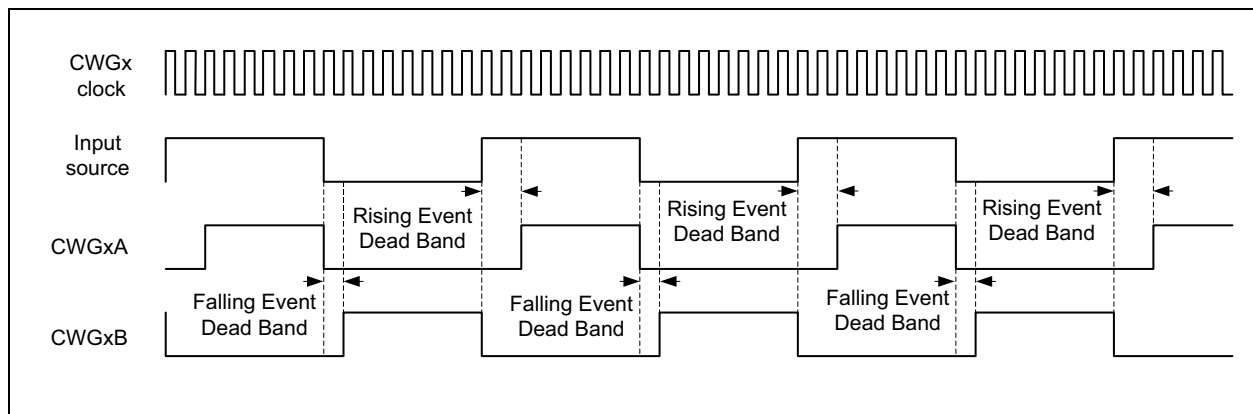 CWGx
clock
Input
source
Rising Event
Dead Band
Rising Event
Dead Band
Rising Event
Dead Band
CWGxA
Falling Event
Dead Band
Falling Event
Dead Band
Falling Event
Dead Band
CWGxB